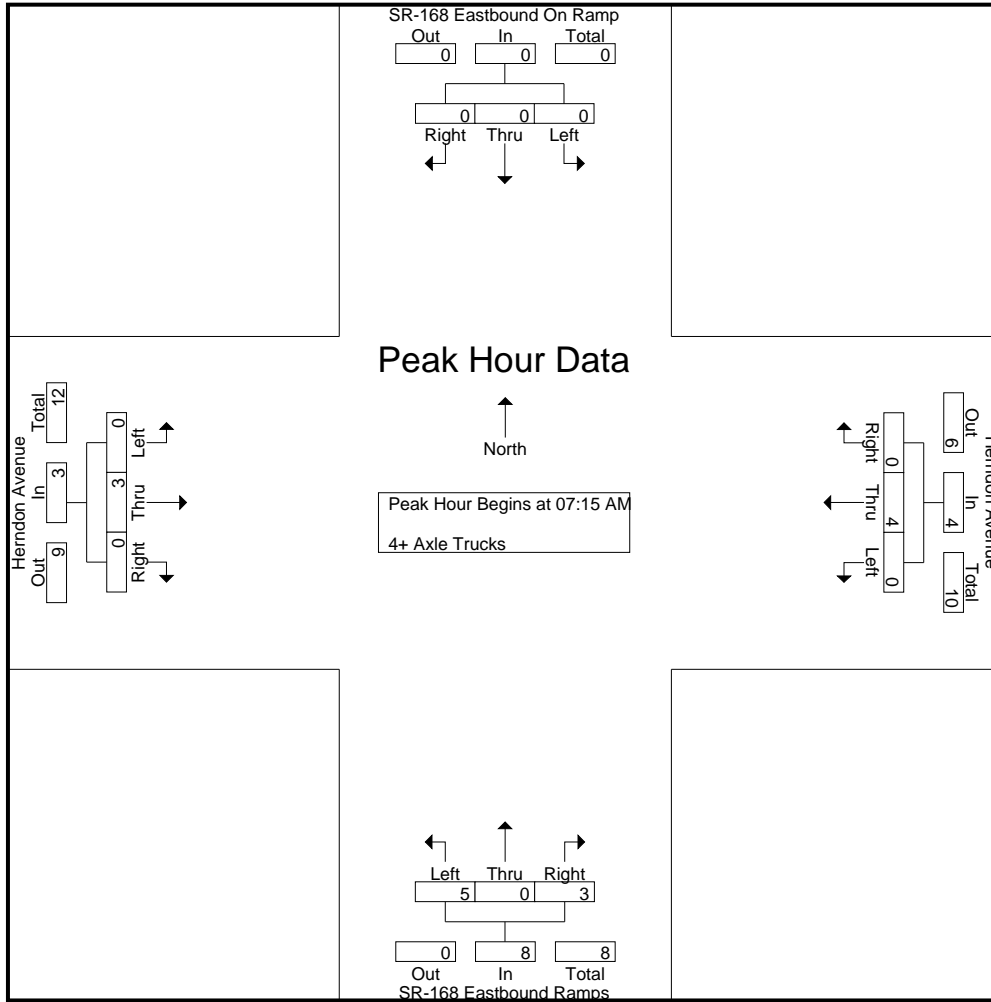 SR-168 Eastbound On Ramp
Out In Total
0 0 0
0 0 0
Right Thru Left
Peak Hour Data
North
Peak Hour Begins at 07:15 AM
4+ Axle Trucks
Herndon Avenue
Out In Total
9 3 12
0 3 0
Left Thru Right
Herndon Avenue
Out In Total
6 4 10
0 4 0
Right Thru Left
Left Thru Right
5 0 3
0 8 8
Out In Total
SR-168 Eastbound Ramps